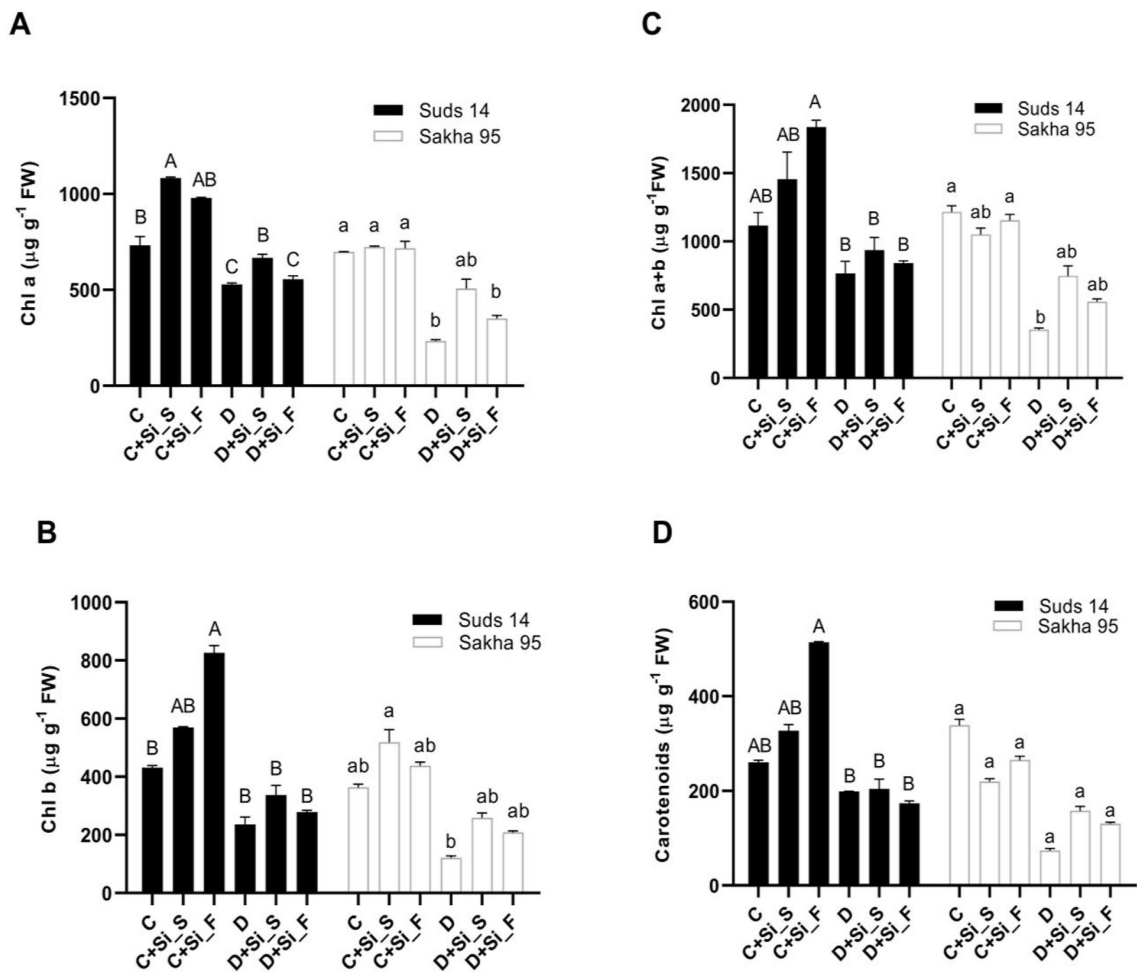 A
Chl a (µg g-1 FW)
1500
1000
500
0
Suds 14
Sakha 95
B
A
AB
C
B
C
a
a
a
b
ab
b
C
C+Si_S
C+Si_F
D
D+Si_S
D+Si_F
C
C+Si_S
C+Si_F
D
D+Si_S
D+Si_F
C
Chl a+b (µg g-1FW)
2000
1500
1000
500
0
Suds 14
Sakha 95
AB
AB
A
B
B
B
a
ab
a
b
ab
ab
C
C+Si_S
C+Si_F
D
D+Si_S
D+Si_F
C
C+Si_S
C+Si_F
D
D+Si_S
D+Si_F
B
Chl b (µg g-1 FW)
1000
800
600
400
200
0
Suds 14
Sakha 95
B
AB
A
B
B
B
ab
a
ab
b
ab
ab
C
C+Si_S
C+Si_F
D
D+Si_S
D+Si_F
C
C+Si_S
C+Si_F
D
D+Si_S
D+Si_F
D
Carotenoids (µg g-1 FW)
600
400
200
0
Suds 14
Sakha 95
AB
AB
A
B
B
B
a
a
a
a
a
a
C
C+Si_S
C+Si_F
D
D+Si_S
D+Si_F
C
C+Si_S
C+Si_F
D
D+Si_S
D+Si_F